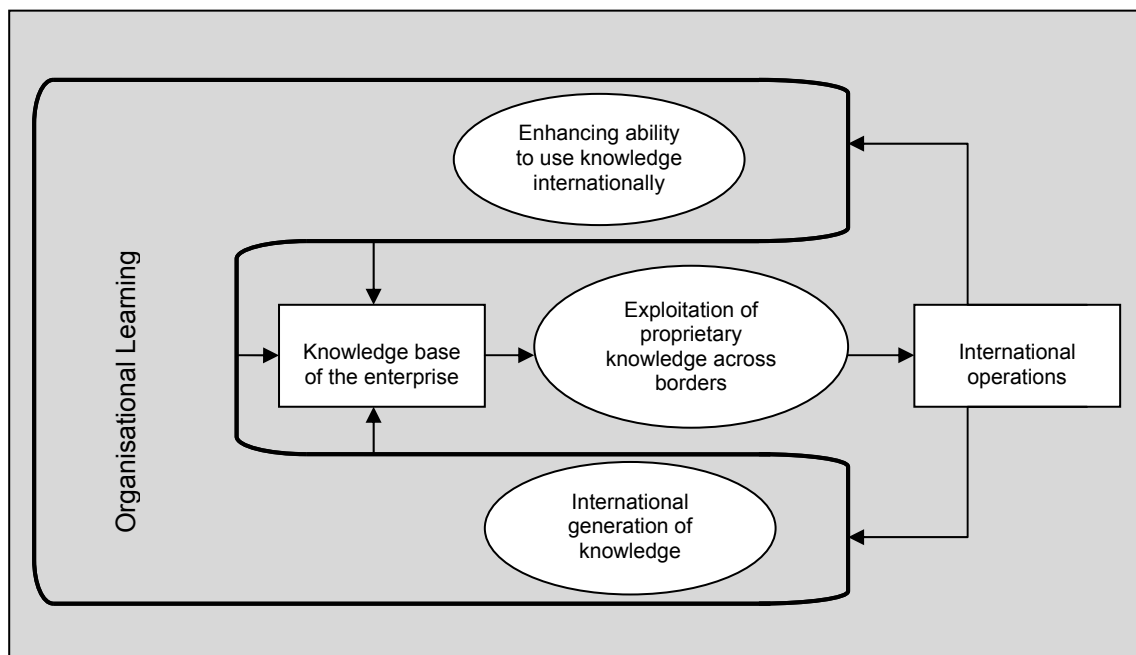 Enhancing ability
to use knowledge
internationally
Organisational Learning
Knowledge base
of the enterprise
Exploitation of
proprietary
knowledge across
borders
International
operations
International
generation of
knowledge